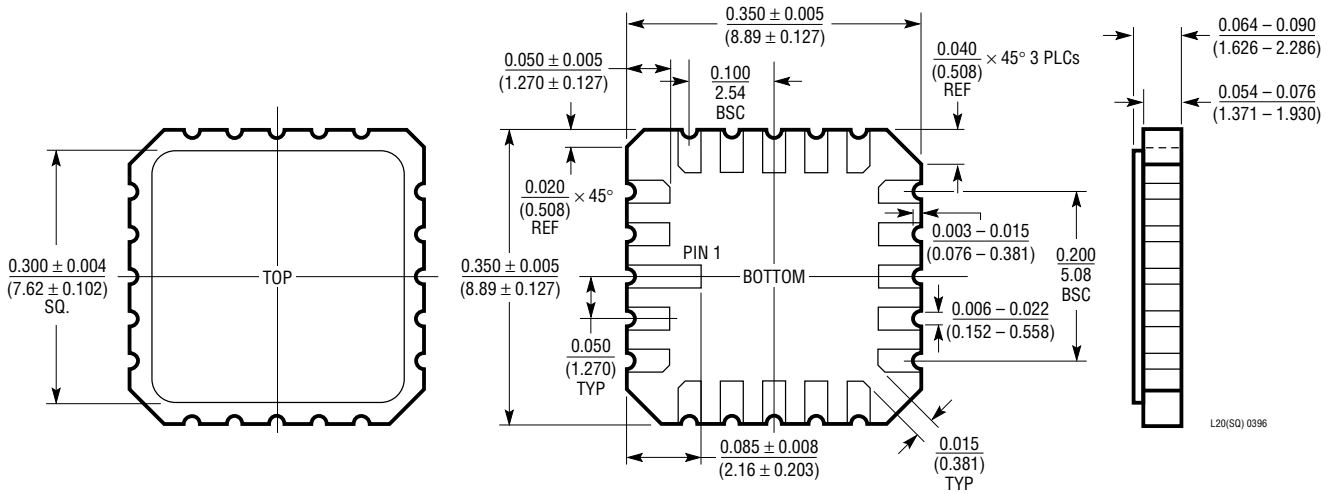 0.300 ± 0.004
(7.62 ± 0.102)
SQ.
TOP
0.350 ± 0.005
(8.89 ± 0.127)
0.050 ± 0.005
(1.270 ± 0.127)
0.100
2.54
BSC
0.040
(0.508)
REF
× 45° 3 PLCs
0.020
(0.508)
REF
× 45°
0.350 ± 0.005
(8.89 ± 0.127)
PIN 1
BOTTOM
0.050
(1.270)
TYP
0.085 ± 0.008
(2.16 ± 0.203)
0.003 – 0.015
(0.076 – 0.381)
0.006 – 0.022
(0.152 – 0.558)
0.200
5.08
BSC
0.015
(0.381)
TYP
0.064 – 0.090
(1.626 – 2.286)
0.054 – 0.076
(1.371 – 1.930)
L20(SQ) 0396